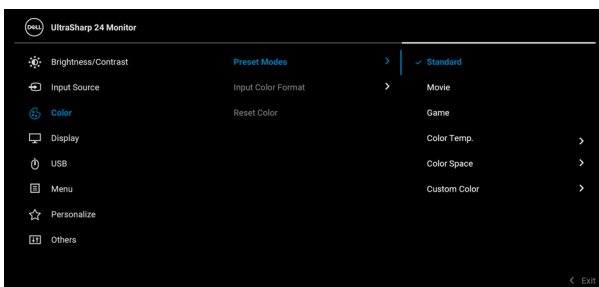 DELL UltraSharp 24 Monitor
Brightness/Contrast Preset Modes Standard
Input Source Input Color Format Movie
Color Reset Color Game
Display Color Temp.
USB Color Space
Menu Custom Color
Personalize
Others
Exit